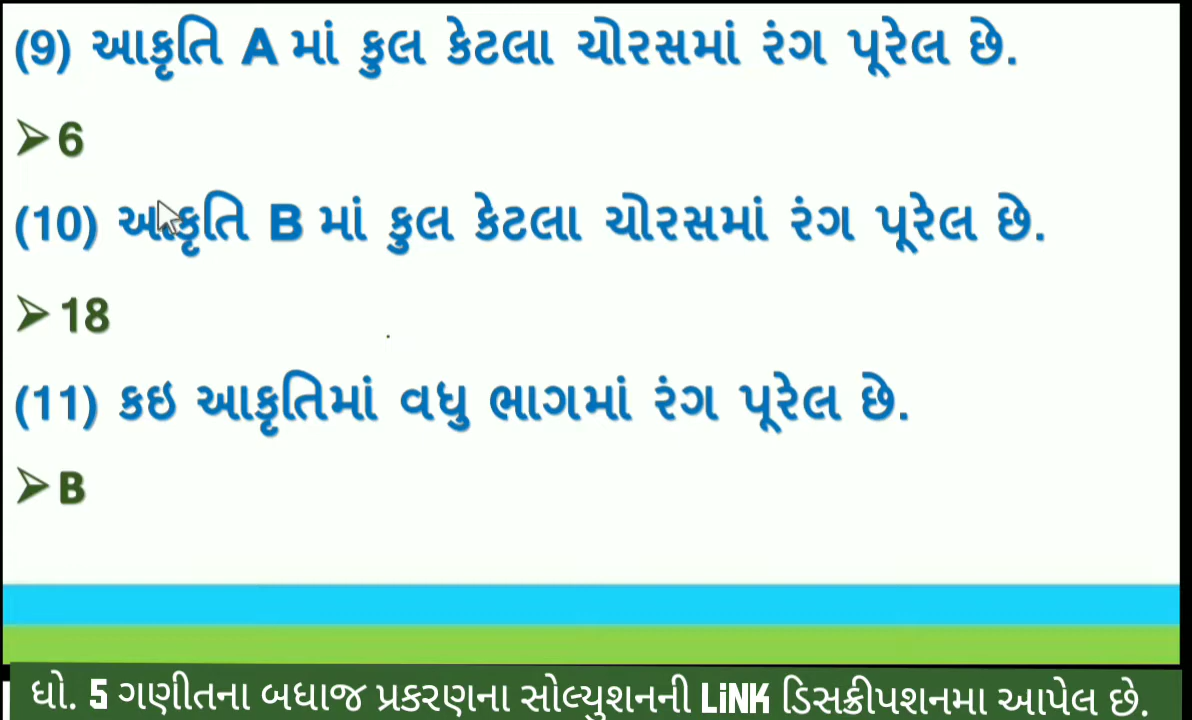 (9) આકૃતિ A માં કુલ કેટલા ચોરસમાં રંગ પૂરેલ છે.
➢ 6
(10) આકૃતિ B માં કુલ કેટલા ચોરસમાં રંગ પૂરેલ છે.
➢ 18
(11) કઇ આકૃતિમાં વધુ ભાગમાં રંગ પૂરેલ છે.
➢ B
ધો. 5 ગણીતના બધાજ પ્રકરણના સોલ્યુશનની LiNK ડિસક્રીપશનમા આપેલ છે.